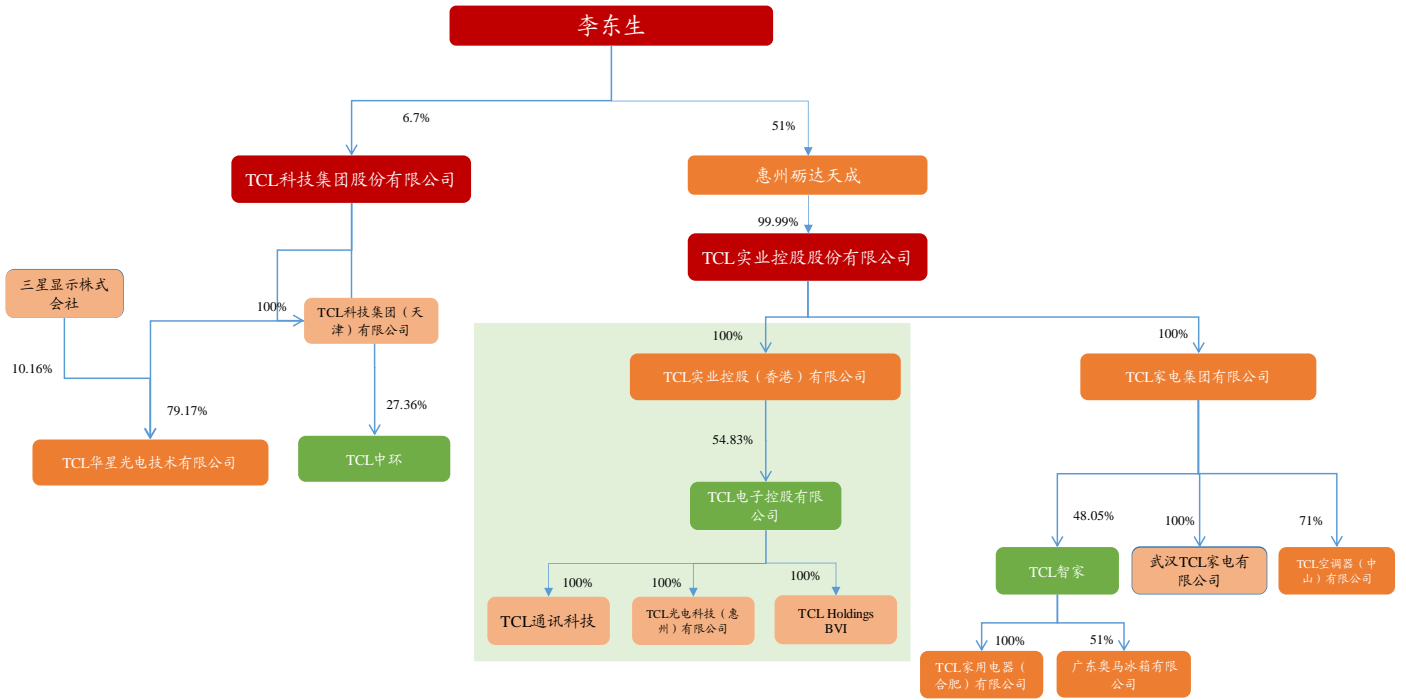 李东生
6.7%
51%
TCL科技集团股份有限公司
惠州砺达天成
99.99%
TCL实业控股股份有限公司
三星显示株式
会社
100%
TCL科技集团（天
津）有限公司
100%
100%
TCL实业控股（香港）有限公司
TCL家电集团有限公司
10.16%
79.17%
27.36%
54.83%
TCL华星光电技术有限公司
TCL中环
TCL电子控股有限
公司
48.05%
100%
71%
TCL智家
武汉TCL家电有
限公司
TCL空调器（中
山）有限公司
100%
100%
100%
TCL通讯科技
TCL光电科技（惠
州）有限公司
TCL Holdings
BVI
100%
51%
TCL家用电器（
合肥）有限公司
广东奥马冰箱有限
公司